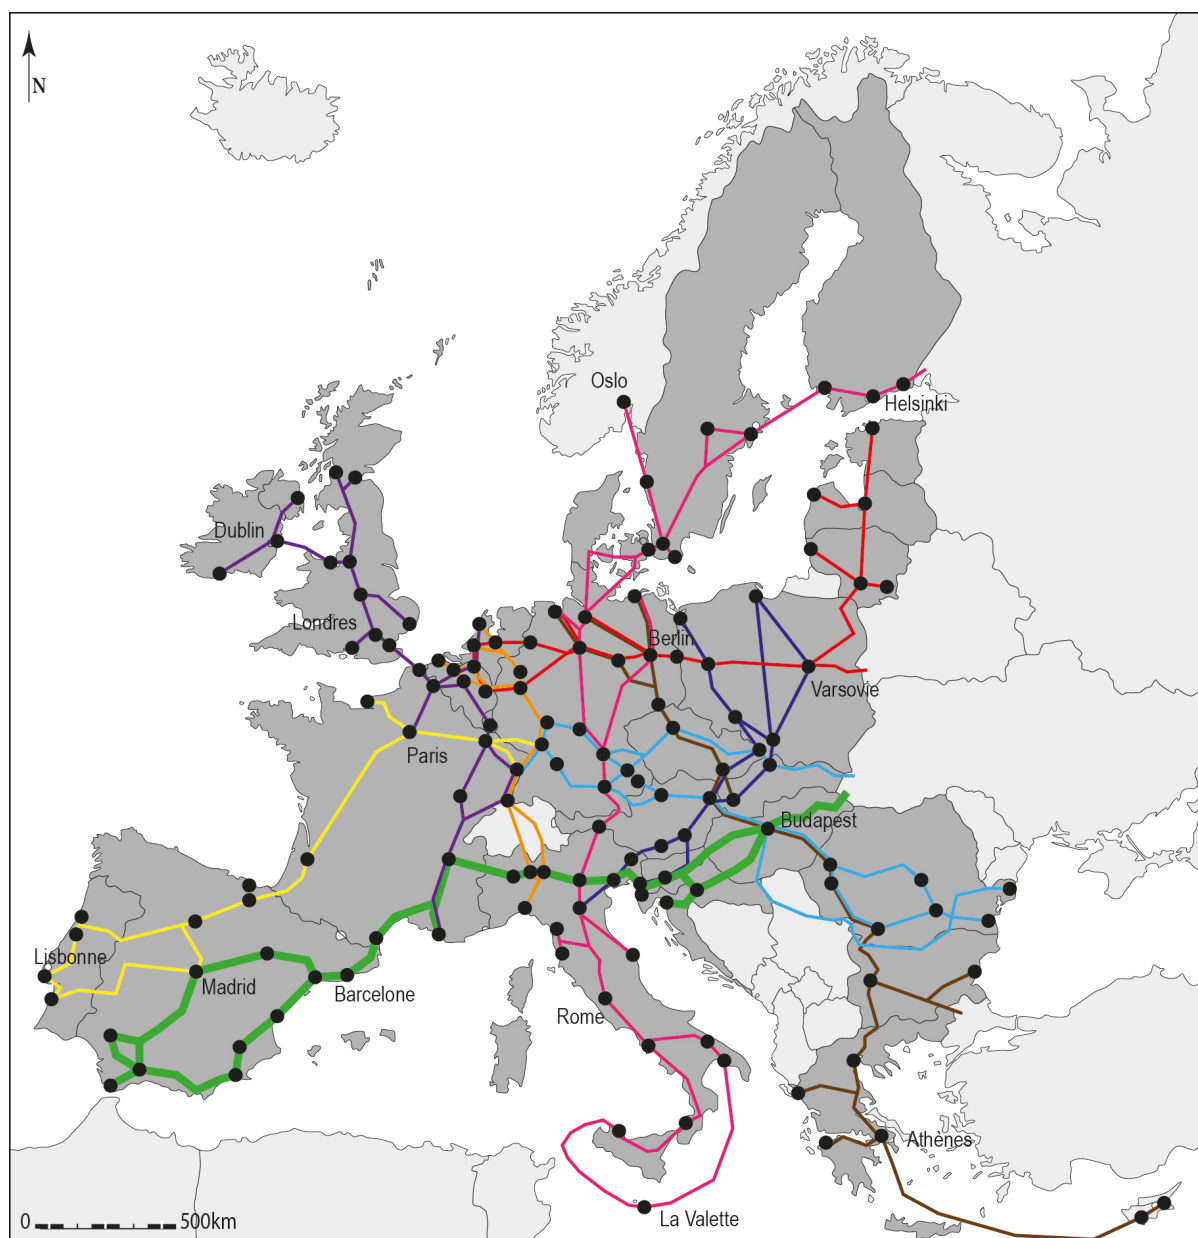 N
Oslo
Helsinki
Dublin
Londres
Berlin
Varsovie
Paris
Budapest
Lisbonne
Madrid
Barcelone
Rome
Athènes
La Valette
0 500km